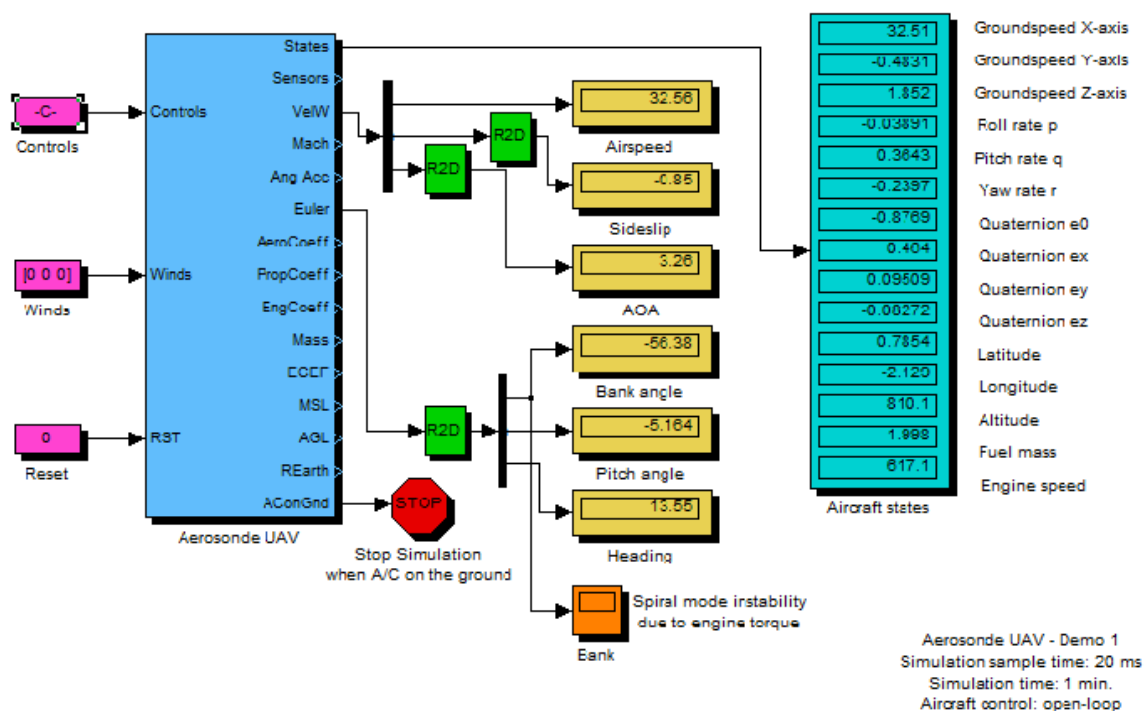 -C-
Controls
[0 0 0]
Winds
0
Reset
Controls
Winds
RST
States
Sensors
VelW
Mach
Ang Acc
Euler
AeroCoeff
PropCoeff
EngCoeff
Mass
ECEF
MSL
AGL
REarth
AConGnd
Aerosonde UAV
R2D
R2D
R2D
STOP
Stop Simulation
when A/C on the ground
32.56
Airspeed
-0.85
Sideslip
3.26
AOA
-56.38
Bank angle
-5.164
Pitch angle
13.55
Heading
Bank
Spiral mode instability
due to engine torque
32.51
-0.4831
1.852
-0.03891
0.3643
-0.2397
-0.8769
0.464
0.09509
-0.08272
0.7854
-2.129
810.1
1.998
617.1
Aircraft states
Groundspeed X-axis
Groundspeed Y-axis
Groundspeed Z-axis
Roll rate p
Pitch rate q
Yaw rate r
Quaternion e0
Quaternion ex
Quaternion ey
Quaternion ez
Latitude
Longitude
Altitude
Fuel mass
Engine speed
Aerosonde UAV - Demo 1
Simulation sample time: 20 ms
Simulation time: 1 min.
Aircraft control: open-loop